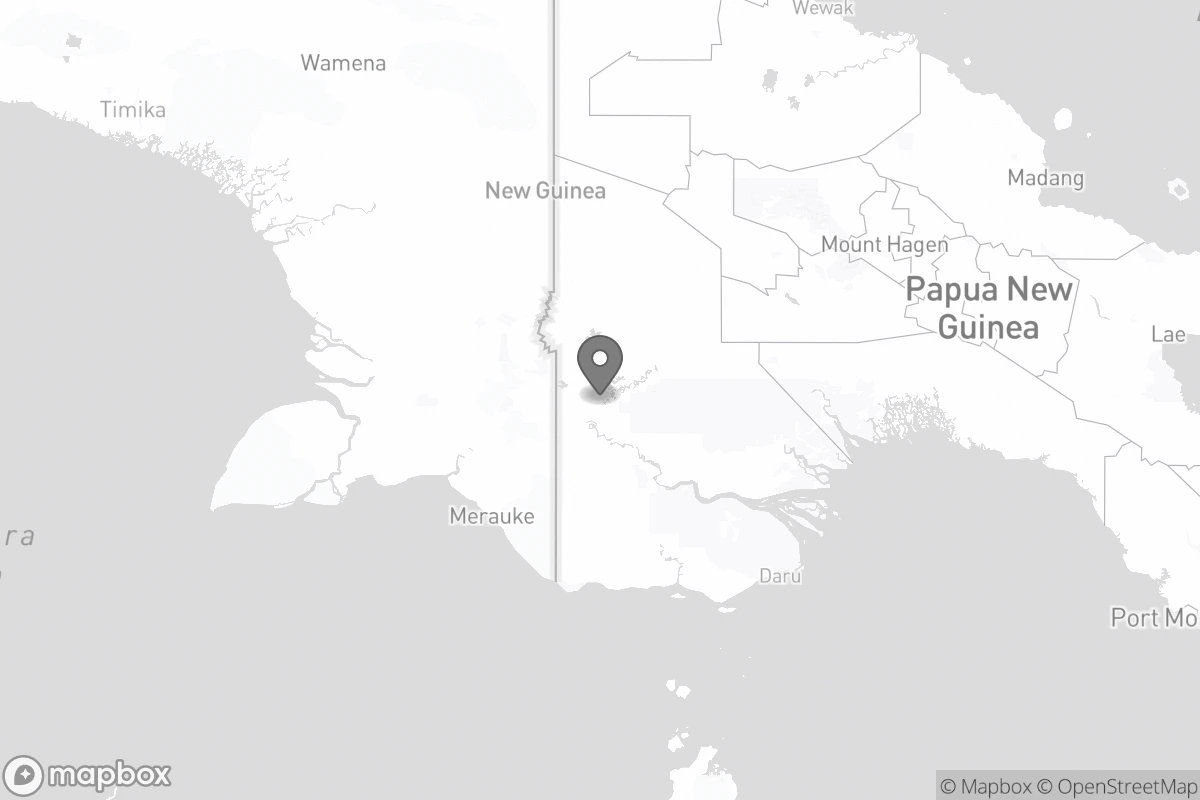 Wewak
Wamena
Timika
Madang
New Guinea
Mount Hagen
Papua New
Guinea
Lae
Merauke
ra
Daru
Port Mo
mapbox
© Mapbox © OpenStreetMap